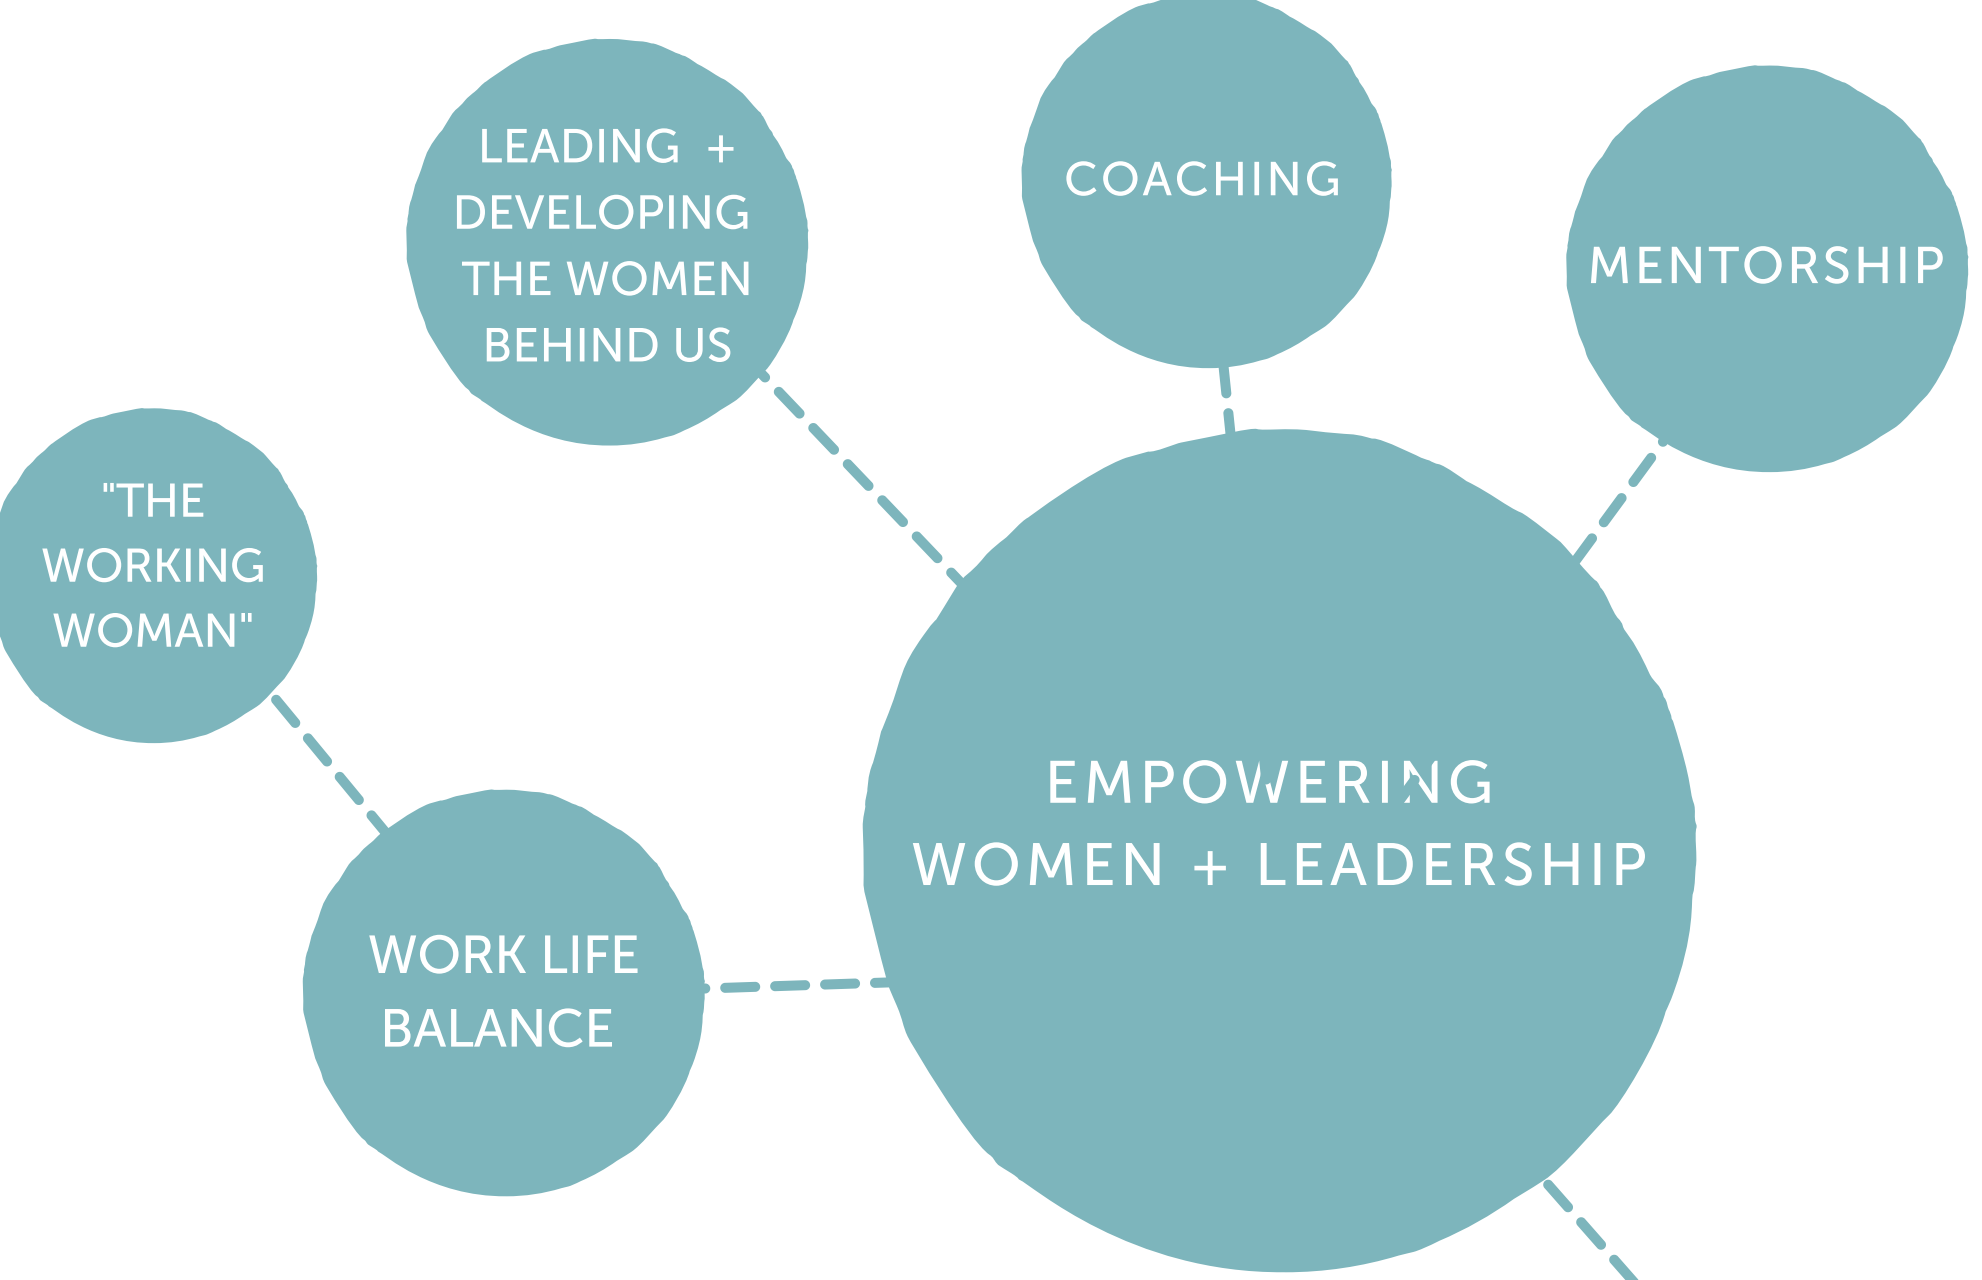 LEADING +
DEVELOPING
THE WOMEN
BEHIND US
COACHING
MENTORSHIP
"THE
WORKING
WOMAN"
EMPOWERING
WOMEN + LEADERSHIP
WORK LIFE
BALANCE